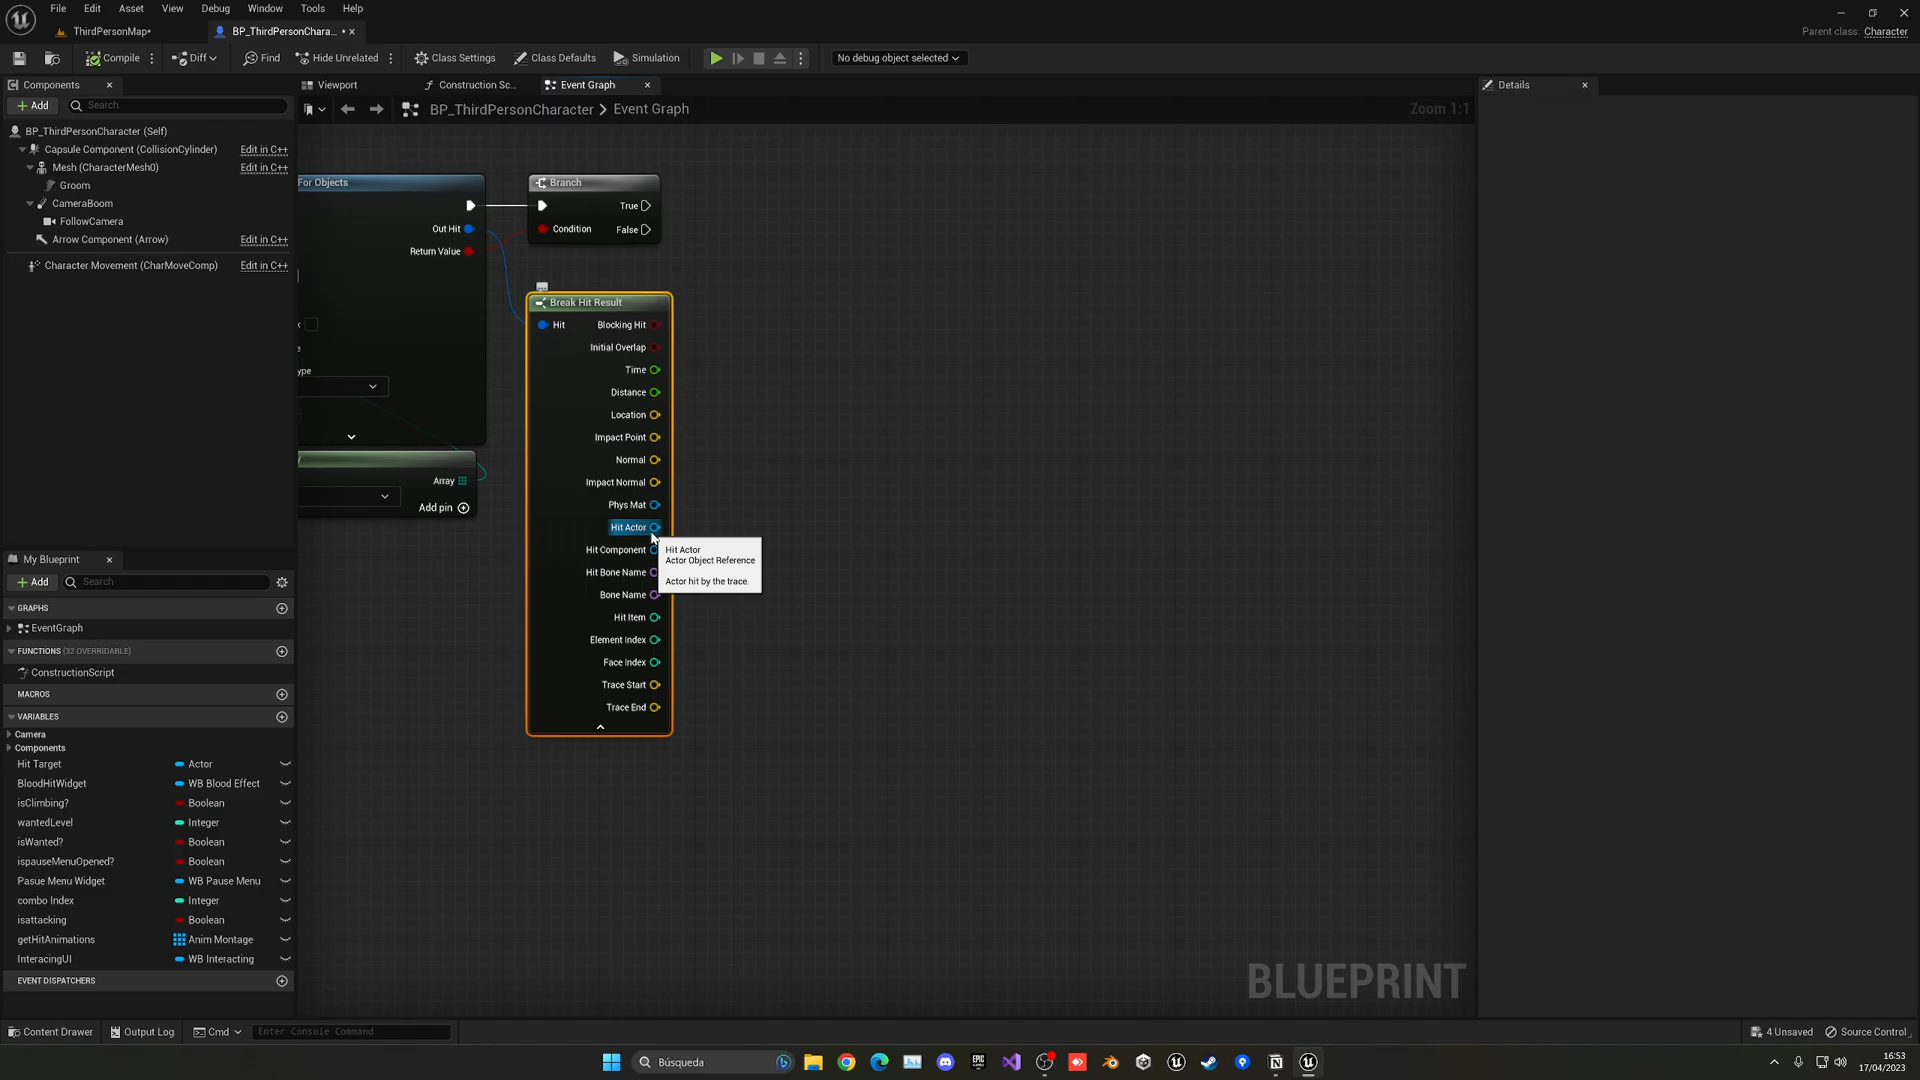 File Edit Asset View Debug Window Tools Help
ThirdPersonMap*
BP_ThirdPersonChara... *
Parent class: Character
Compile
Diff
Find
Hide Unrelated
Class Settings
Class Defaults
Simulation
No debug object selected
Components
Add
Search
BP_ThirdPersonCharacter (Self)
Capsule Component (CollisionCylinder) Edit in C++
Mesh (CharacterMesh0) Edit in C++
Groom
CameraBoom
FollowCamera
Arrow Component (Arrow) Edit in C++
Character Movement (CharMoveComp) Edit in C++
My Blueprint
Add
Search
GRAPHS
EventGraph
FUNCTIONS (32 OVERRIDABLE)
ConstructionScript
MACROS
VARIABLES
Camera
Components
Hit Target Actor
BloodHitWidget WB Blood Effect
isClimbing? Boolean
wantedLevel Integer
isWanted? Boolean
ispauseMenuOpened? Boolean
Pasue Menu Widget WB Pause Menu
combo Index Integer
isattacking Boolean
getHitAnimations Anim Montage
InteracingUI WB Interacting
EVENT DISPATCHERS
Viewport
Construction Sc...
Event Graph
BP_ThirdPersonCharacter > Event Graph
Zoom 1:1
For Objects
Out Hit
Return Value
ype
Array
Add pin
Branch
True
Condition
False
Break Hit Result
Hit
Blocking Hit
Initial Overlap
Time
Distance
Location
Impact Point
Normal
Impact Normal
Phys Mat
Hit Actor
Hit Component
Hit Bone Name
Bone Name
Hit Item
Element Index
Face Index
Trace Start
Trace End
Hit Actor
Actor Object Reference
Actor hit by the trace.
BLUEPRINT
Details
Content Drawer
Output Log
Cmd
Enter Console Command
4 Unsaved
Source Control
Búsqueda
EPIC GAMES
16:53
17/04/2023